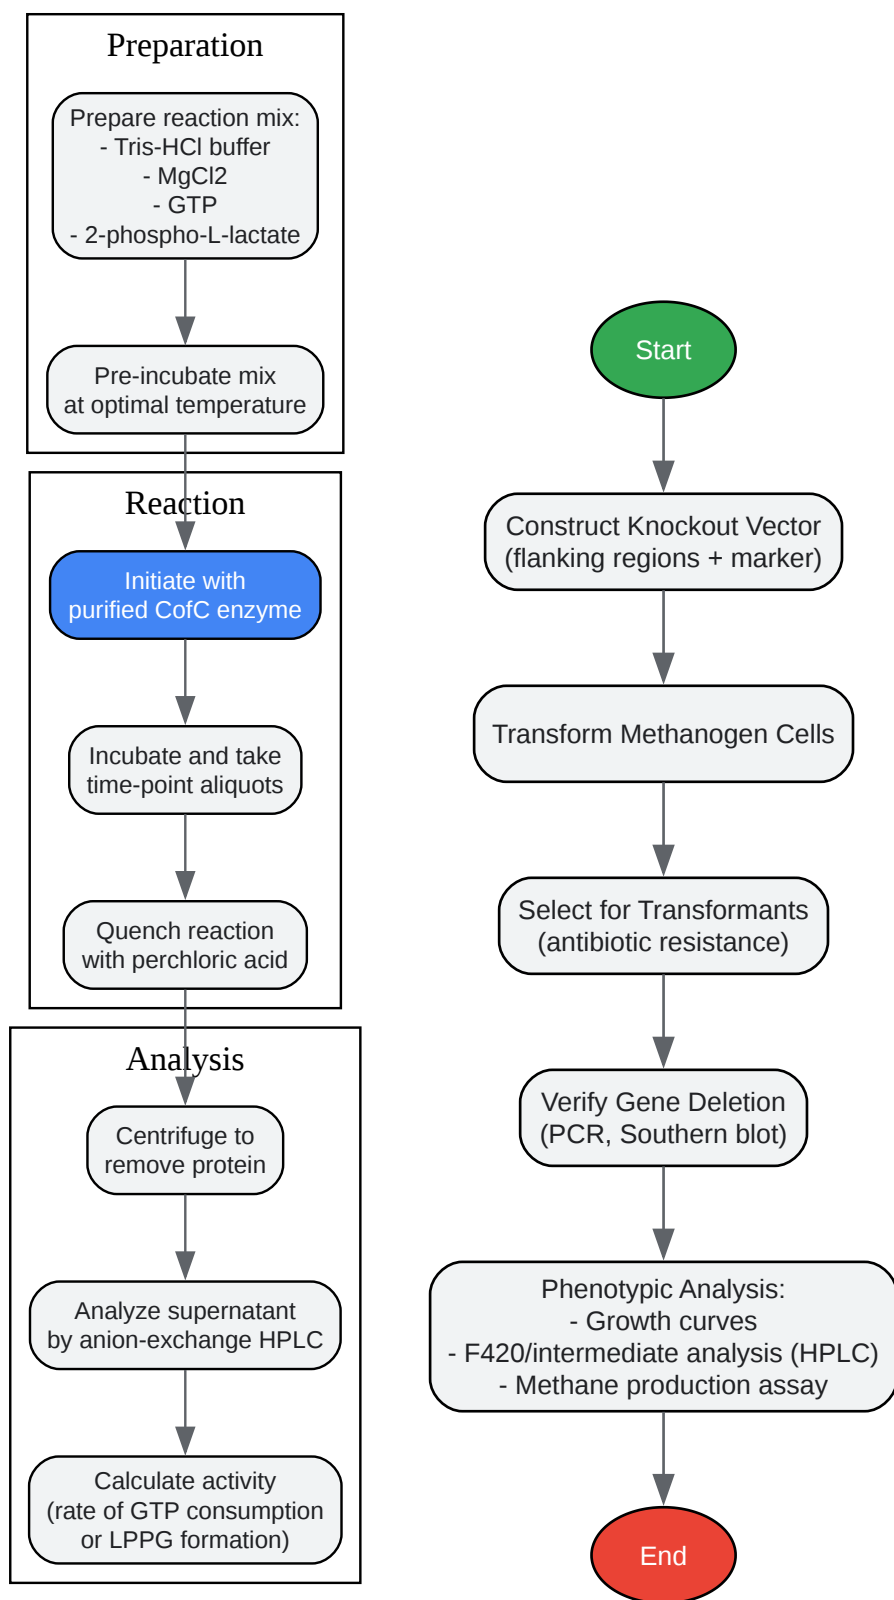 Preparation
Prepare reaction mix:
- Tris-HCl buffer
- MgCl2
- GTP
- 2-phospho-L-lactate
Pre-incubate mix
at optimal temperature
Reaction
Initiate with
purified CofC enzyme
Incubate and take
time-point aliquots
Quench reaction
with perchloric acid
Analysis
Centrifuge to
remove protein
Analyze supernatant
by anion-exchange HPLC
Calculate activity
(rate of GTP consumption
or LPPG formation)
Start
Construct Knockout Vector
(flanking regions + marker)
Transform Methanogen Cells
Select for Transformants
(antibiotic resistance)
Verify Gene Deletion
(PCR, Southern blot)
Phenotypic Analysis:
- Growth curves
- F420/intermediate analysis (HPLC)
- Methane production assay
End